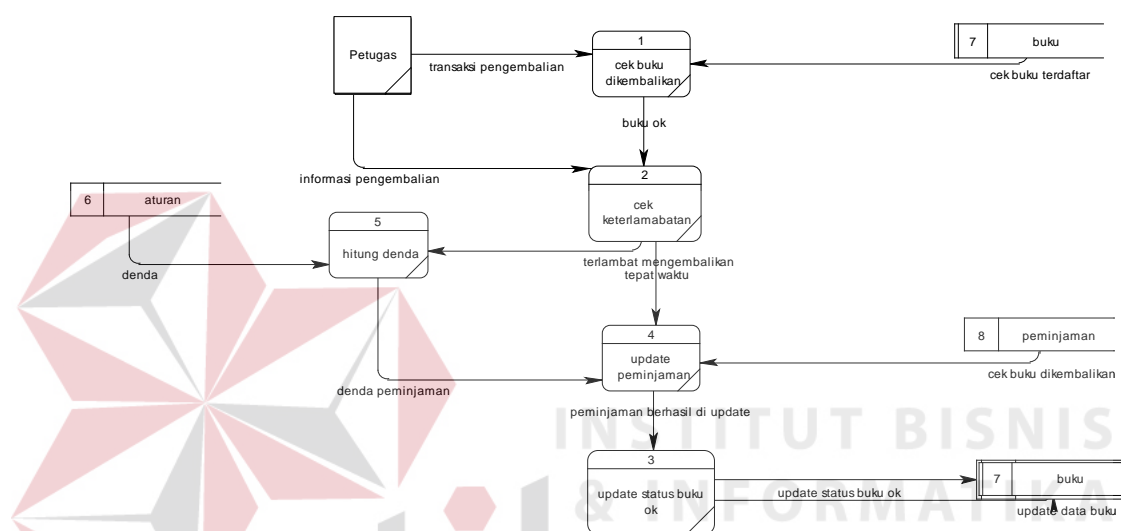 Petugas
transaksi pengembalian
1
cek buku
dikembalikan
7
buku
cek buku terdaftar
buku ok
informasi pengembalian
2
cek
keterlamabatan
6
aturan
denda
5
hitung denda
terlambat mengembalikan
tepat waktu
4
update
peminjaman
8
peminjaman
cek buku dikembalikan
denda peminjaman
peminjaman berhasil di update
INSTITUT BISNIS
3
update status buku
ok
update status buku ok
7
buku
& INFORMATIKA
update data buku